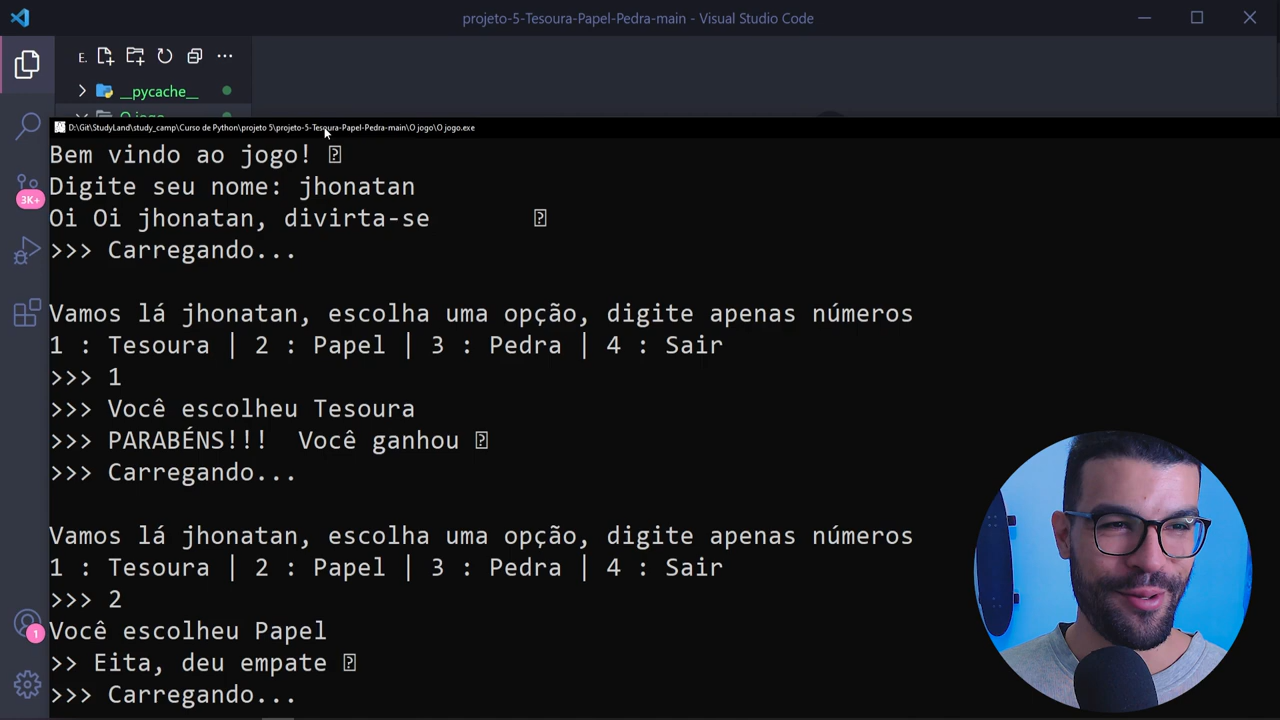 projeto-5-Tesoura-Papel-Pedra-main - Visual Studio Code
E.
__pycache__
D:\Git\StudyLand\study_camp\Curso de Python\projeto 5\projeto-5-Tesoura-Papel-Pedra-main\O jogo\O jogo.exe
Bem vindo ao jogo!
Digite seu nome: jhonatan
Oi Oi jhonatan, divirta-se
>>> Carregando...
Vamos lá jhonatan, escolha uma opção, digite apenas números
1 : Tesoura | 2 : Papel | 3 : Pedra | 4 : Sair
>>> 1
>>> Você escolheu Tesoura
>>> PARABÉNS!!! Você ganhou
>>> Carregando...
Vamos lá jhonatan, escolha uma opção, digite apenas números
1 : Tesoura | 2 : Papel | 3 : Pedra | 4 : Sair
>>> 2
Você escolheu Papel
>> Eita, deu empate
>>> Carregando...
3K+
1